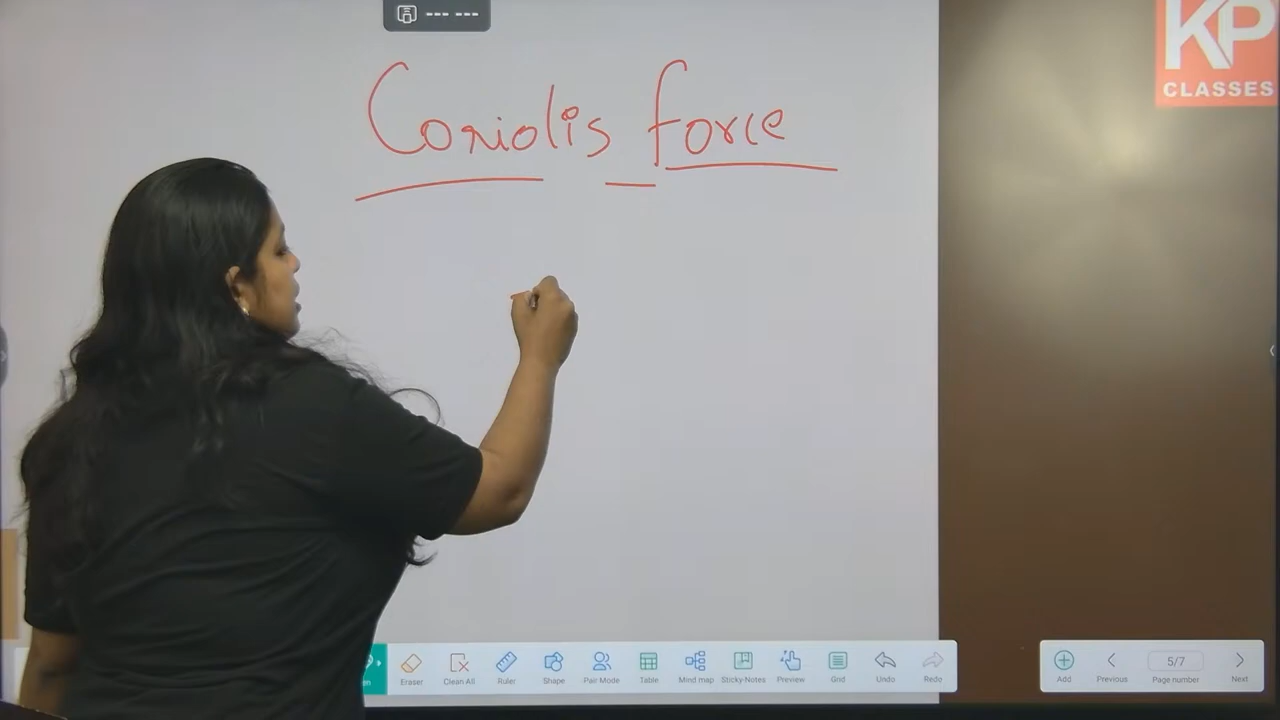 KP
CLASSES
Coriolis force
Eraser
Clean All
Ruler
Shape
Pair Mode
Table
Mind map
Sticky-Notes
Preview
Grid
Undo
Redo
Add
Previous
5/7
Page number
Next